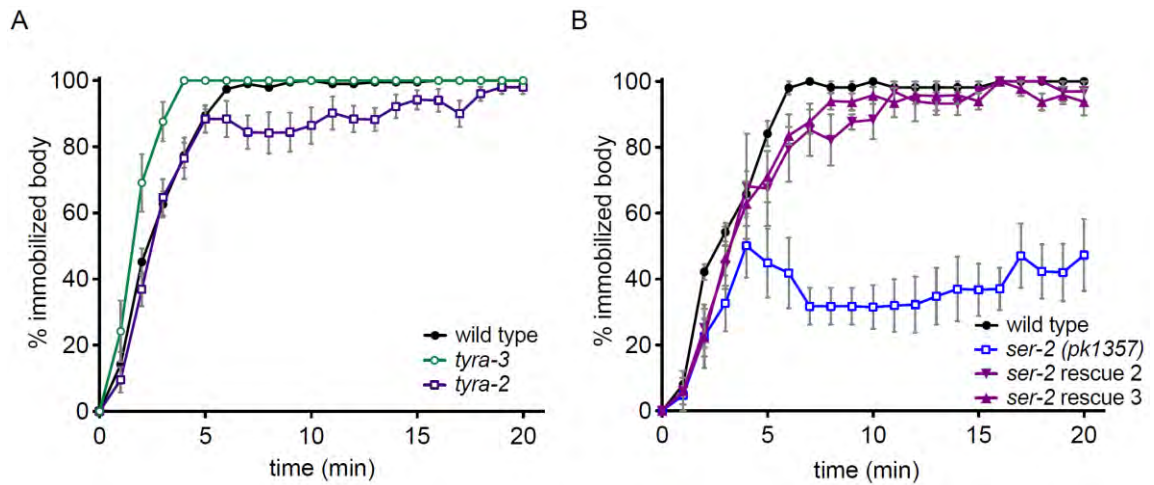 A
% immobilized body
100
80
60
40
20
0
0
5
10
15
20
time (min)
wild type
tyra-3
tyra-2
B
% immobilized body
100
80
60
40
20
0
0
5
10
15
20
time (min)
wild type
ser-2 (pk1357)
ser-2 rescue 2
ser-2 rescue 3